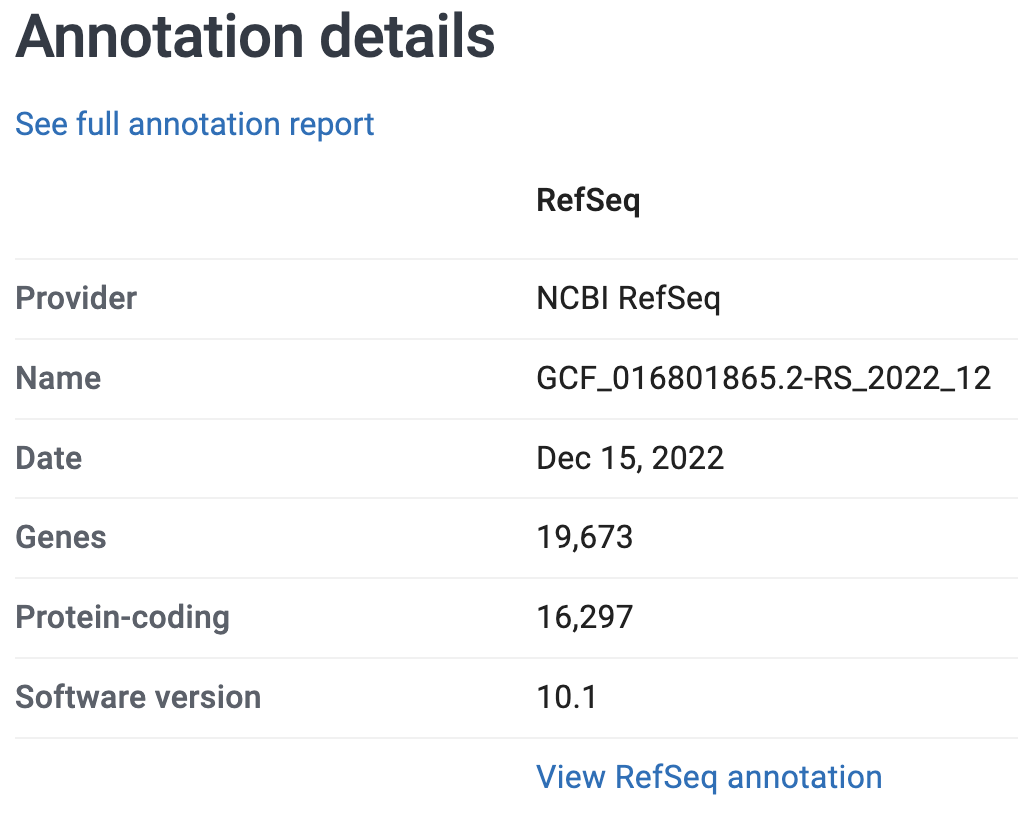 Annotation details
See full annotation report
RefSeq
Provider NCBI RefSeq
Name GCF_016801865.2-RS_2022_12
Date Dec 15, 2022
Genes 19,673
Protein-coding 16,297
Software version 10.1
View RefSeq annotation